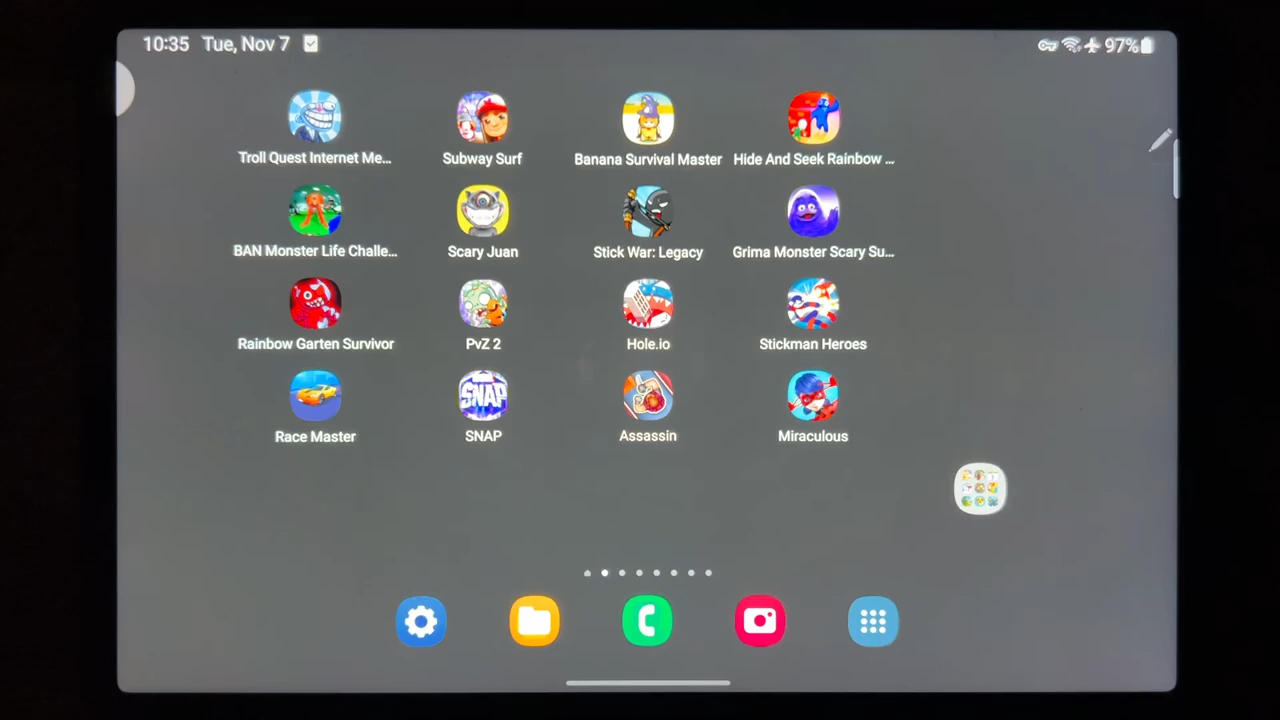 10:35 Tue, Nov 7 97%
Troll Quest Internet Me... Subway Surf Banana Survival Master Hide And Seek Rainbow ...
BAN Monster Life Challe... Scary Juan Stick War: Legacy Grima Monster Scary Su...
Rainbow Garten Survivor PvZ 2 Hole.io Stickman Heroes
SNAP
Race Master SNAP Assassin Miraculous